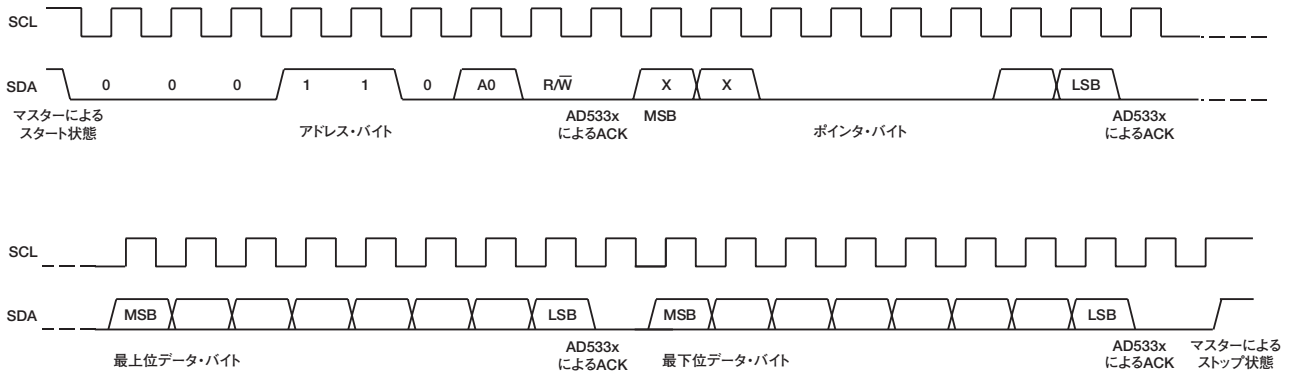 SCL
SDA 0 0 0 1 1 0 A0 R/W̅ X X LSB
マスターによる
スタート状態
アドレス・バイト
AD533x
によるACK
MSB
ポインタ・バイト
AD533x
によるACK
SCL
SDA MSB LSB MSB LSB
最上位データ・バイト
AD533x
によるACK
最下位データ・バイト
AD533x
によるACK
マスターによる
ストップ状態